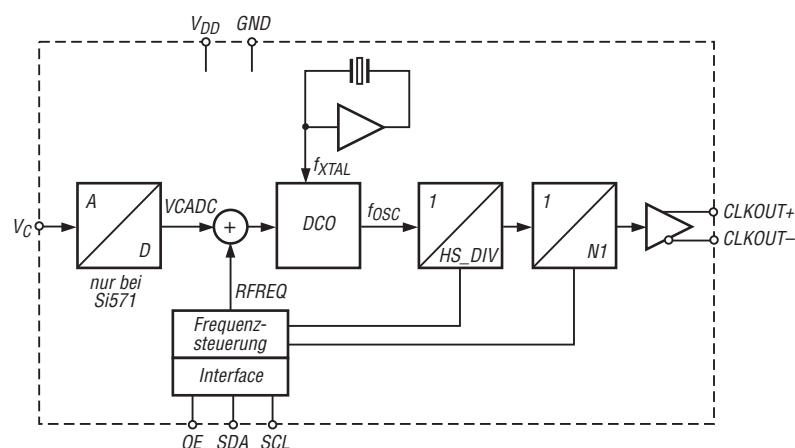 VDD GND
fXTAL
A
D
VC
VCADC
+
DCO
fOSC
1
HS_DIV
1
N1
CLKOUT+
CLKOUT–
nur bei
Si571
RFREQ
Frequenz-
steuerung
Interface
OE SDA SCL